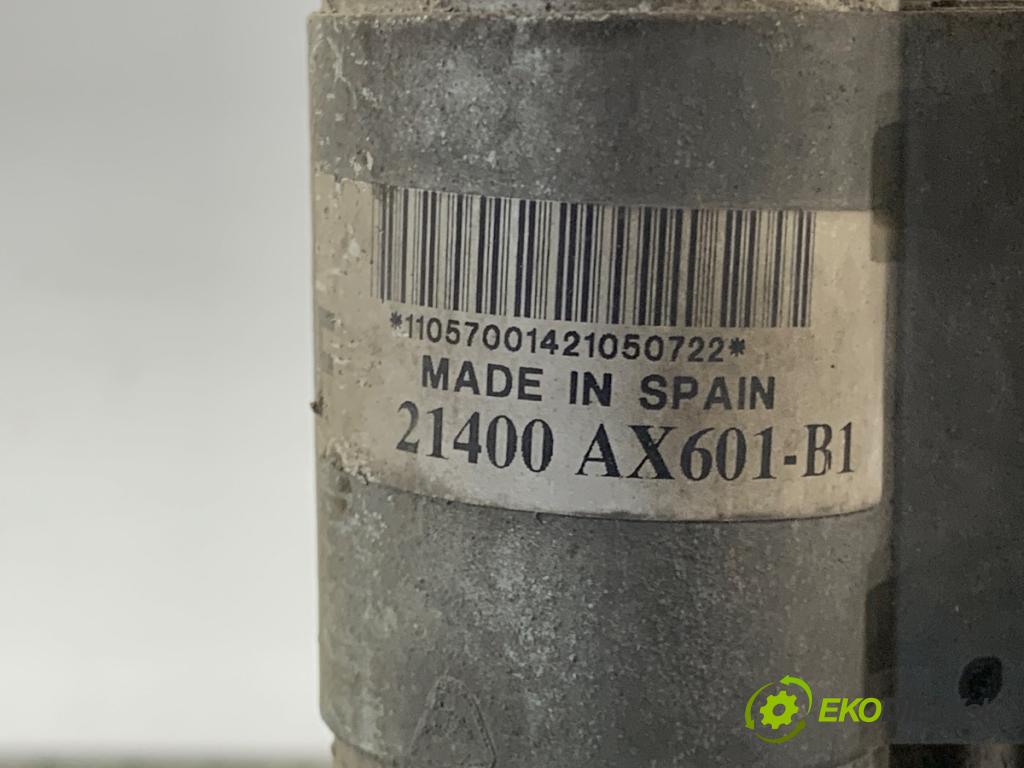 *11057001421050722*
MADE IN SPAIN
21400 AX601-B1
EKO